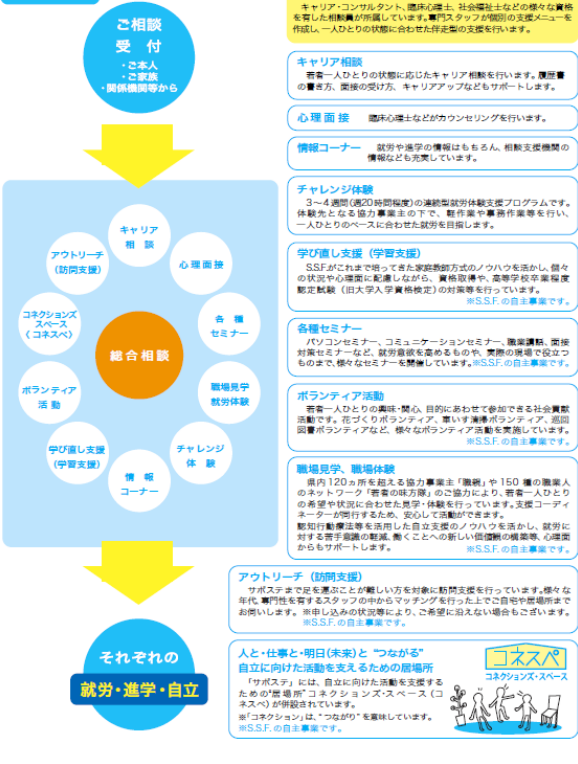 ご相談
受 付
・ご本人
・ご家族
・関係機関等から
キャリア・コンサルタント、臨床心理士、社会福祉士などの様々な資格
を有した相談員が所属しています。専門スタッフが個別の支援メニューを
作成し、一人ひとりの状態に合わせた伴走型の支援を行います。
キャリア相談
若者一人ひとりの状態に応じたキャリア相談を行います。履歴書
の書き方、面接の受け方、キャリアアップなどもサポートします。
心理面接 臨床心理士などがカウンセリングを行います。
情報コーナー 就労や進学の情報はもちろん、相談支援機関の
情報なども充実しています。
チャレンジ体験
3～4週間(週20時間程度)の連続型就労体験支援プログラムです。
体験先となる協力事業主の下で、軽作業や事務作業等を行い、
一人ひとりのペースに合わせた就労を目指します。
学び直し支援（学習支援）
S.S.F.がこれまで培ってきた家庭教師方式のノウハウを活かし、個々
の状況や心理面に配慮しながら、資格取得や、高等学校卒業程度
認定試験（旧大学入学資格検定）の対策等を行っています。
※S.S.F.の自主事業です。
各種セミナー
パソコンセミナー、コミュニケーションセミナー、職業講話、面接
対策セミナーなど、就労意欲を高めるものや、実際の現場で役立つ
ものまで、様々なセミナーを開催しています。※S.S.F.の自主事業です。
ボランティア活動
若者一人ひとりの興味・関心、目的にあわせて参加できる社会貢献
活動です。花づくりボランティア、車いす清掃ボランティア、巡回
図書ボランティアなど、様々なボランティア活動を実施しています。
※S.S.F.の自主事業です。
職場見学、職場体験
県内120ヵ所を超える協力事業主「職親」や150種の職業人
のネットワーク「若者の味方隊」のご協力により、若者一人ひとり
の希望や状況に合わせた見学・体験を行っています。支援コーディ
ネーターが同行するため、安心して活動ができます。
認知行動療法等を活用した自立支援のノウハウを活かし、就労に
対する苦手意識の軽減、働くことへの新しい価値観の構築等、心理面
からもサポートします。 ※S.S.F.の自主事業です。
キャリア
相 談
心理面接
各 種
セミナー
職場見学
就労体験
チャレンジ
体 験
情 報
コーナー
学び直し支援
(学習支援)
ボランティア
活 動
コネクションズ
スペース
(コネスペ)
アウトリーチ
(訪問支援)
総合相談
アウトリーチ（訪問支援）
サポステまで足を運ぶことが難しい方を対象に訪問支援を行っています。様々な
年代、専門性を有するスタッフの中からマッチングを行った上でご自宅や居場所まで
お伺いします。※申し込みの状況等により、ご希望に沿えない場合もございます。
※S.S.F.の自主事業です。
それぞれの
就労・進学・自立
人と・仕事と・明日(未来)と“つながる”
自立に向けた活動を支えるための居場所
「サポステ」には、自立に向けた活動を支援する
ための“居場所”コネクションズ・スペース（コ
ネスペ）が併設されています。
※「コネクション」は、“つながり”を意味しています。
※S.S.F.の自主事業です。
コネスペ
コネクションズ・スペース